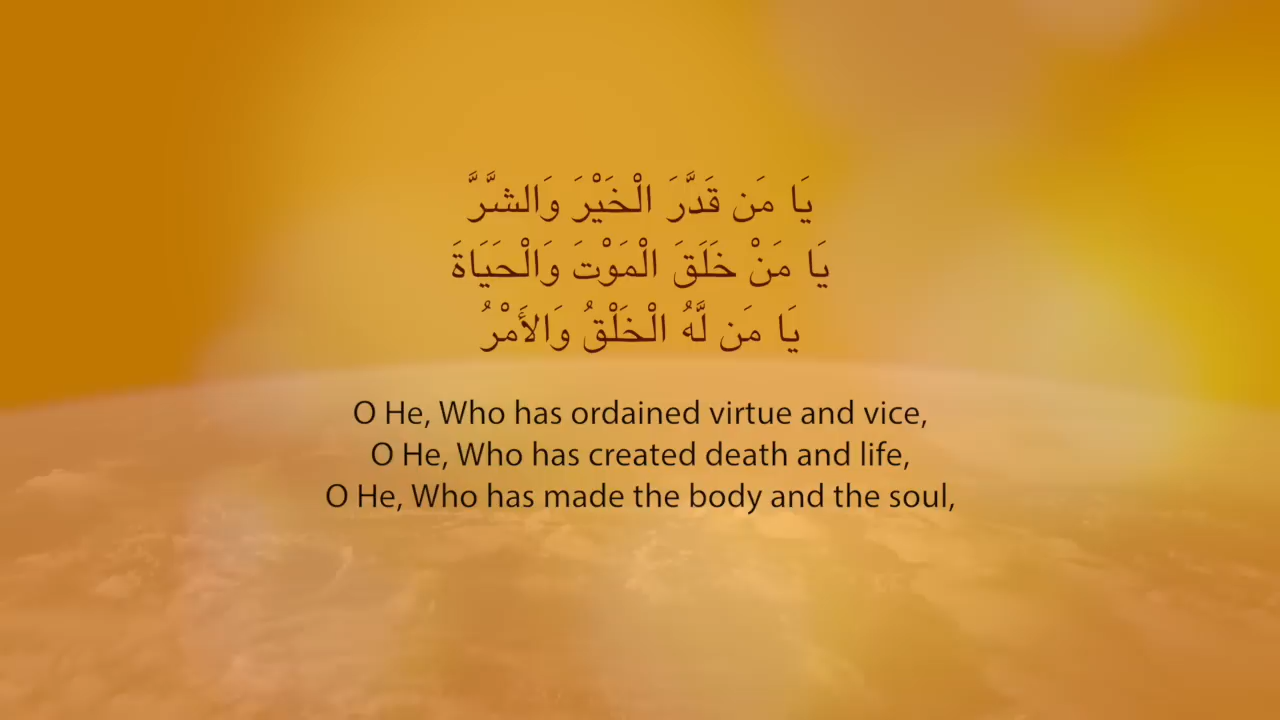 يَا مَن قَدَّرَ الْخَيْرَ وَالشَّرَّ
يَا مَنْ خَلَقَ الْمَوْتَ وَالْحَيَاةَ
يَا مَن لَّهُ الْخَلْقُ وَالأَمْرُ
O He, Who has ordained virtue and vice,
O He, Who has created death and life,
O He, Who has made the body and the soul,